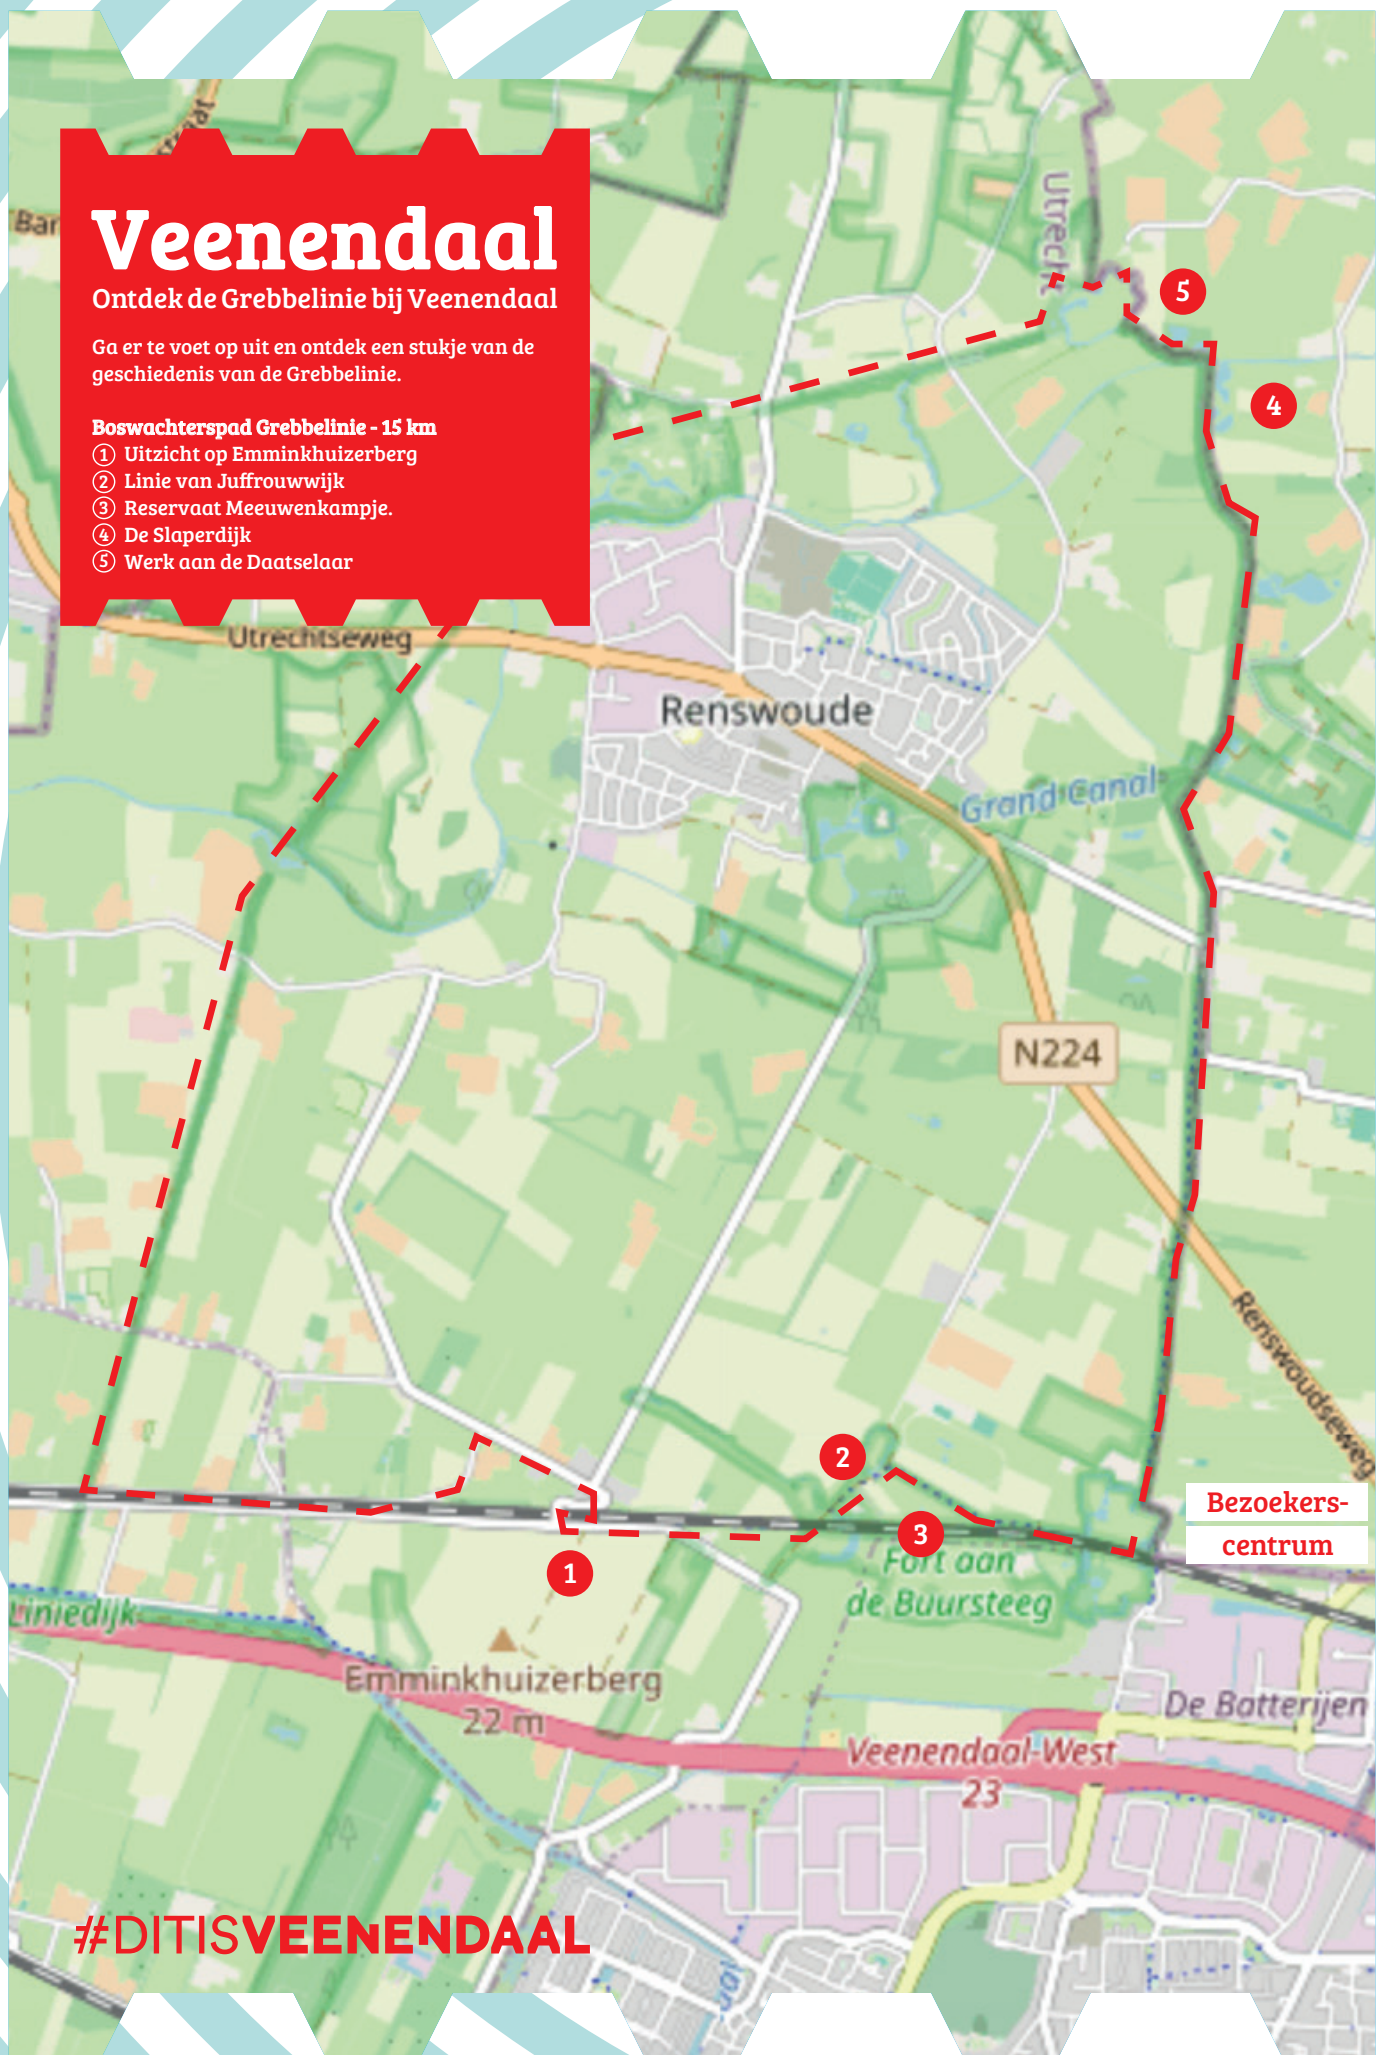 Veenendaal
Ontdek de Grebbelinie bij Veenendaal
Ga er te voet op uit en ontdek een stukje van de
geschiedenis van de Grebbelinie.
Boswachterspad Grebbelinie - 15 km
1 Uitzicht op Emminkhuizerberg
2 Linie van Juffrouwwijk
3 Reservaat Meeuwenkampje.
4 De Slaperdijk
5 Werk aan de Daatselaar
Bar
Utrecht
5
4
Utrechtseweg
Renswoude
Grand Canal
N224
Renswoudseweg
2
Bezoekers-
centrum
3
1
Fort aan
de Buursteeg
Liniedijk
Emminkhuizerberg
22 m
De Batterijen
Veenendaal-West
23
#DITISVEENENDAAL